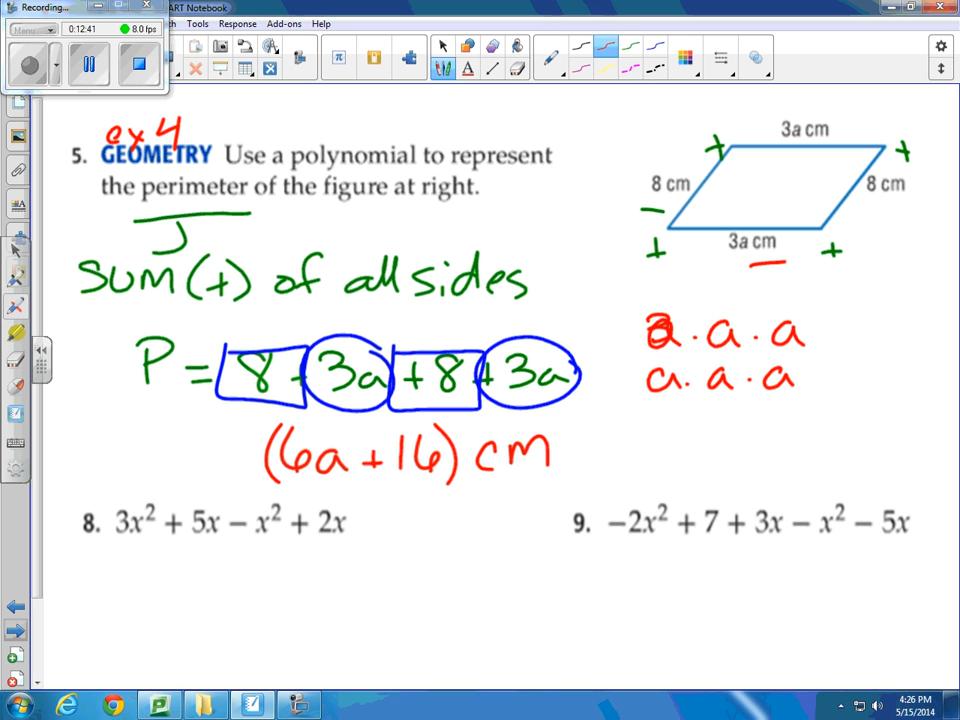 Recording...
ART Notebook
Menu
0:12:41
8.0 fps
Tools Response Add-ons Help
ex 4
5. GEOMETRY Use a polynomial to represent
the perimeter of the figure at right.
3a cm
8 cm
8 cm
3a cm
+ + + +
sum (+) of all sides
P = 8 + 3a + 8 + 3a
(6a + 16) cm
a · a · a
a · a · a
8. 3x² + 5x − x² + 2x
9. −2x² + 7 + 3x − x² − 5x
4:26 PM
5/15/2014